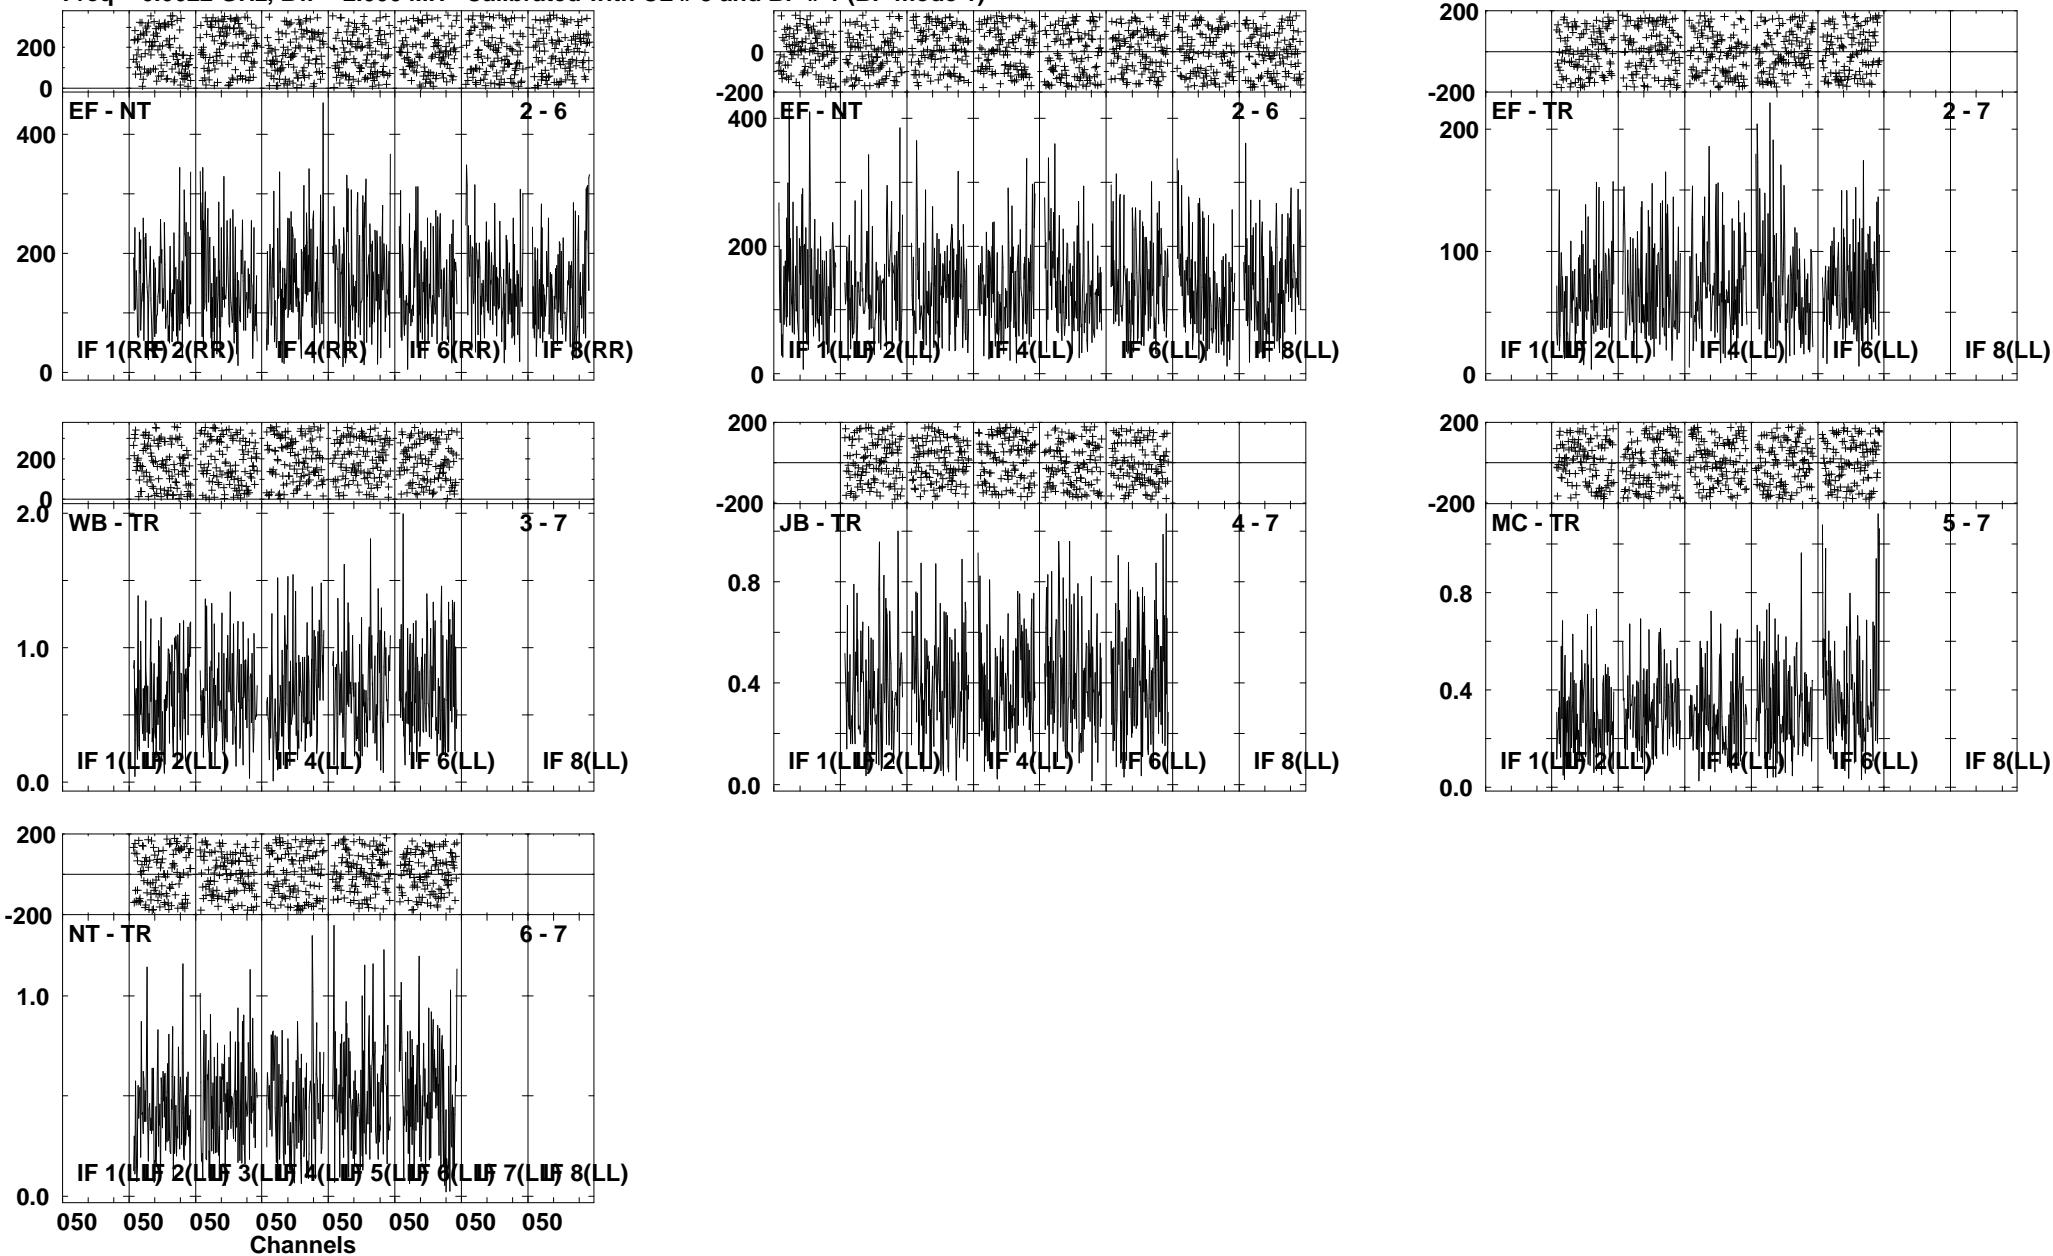 200
0
EF - NT 2 - 6
400
200
0
IF 1(RR) IF 2(RR) IF 4(RR) IF 6(RR) IF 8(RR)
0
-200
EF - NT 2 - 6
400
200
0
IF 1(LL) IF 2(LL) IF 4(LL) IF 6(LL) IF 8(LL)
200
-200
EF - TR 2 - 7
200
100
0
IF 1(LL) IF 2(LL) IF 4(LL) IF 6(LL) IF 8(LL)
200
0
WB - TR 3 - 7
2.0
1.0
0.0
IF 1(LL) IF 2(LL) IF 4(LL) IF 6(LL) IF 8(LL)
200
-200
JB - TR 4 - 7
0.8
0.4
0.0
IF 1(LL) IF 2(LL) IF 4(LL) IF 6(LL) IF 8(LL)
200
-200
MC - TR 5 - 7
0.8
0.4
0.0
IF 1(LL) IF 2(LL) IF 4(LL) IF 6(LL) IF 8(LL)
200
-200
NT - TR 6 - 7
1.0
0.0
IF 1(LL) IF 2(LL) IF 3(LL) IF 4(LL) IF 5(LL) IF 6(LL) IF 7(LL) IF 8(LL)
050 050 050 050 050 050 050 050
Channels